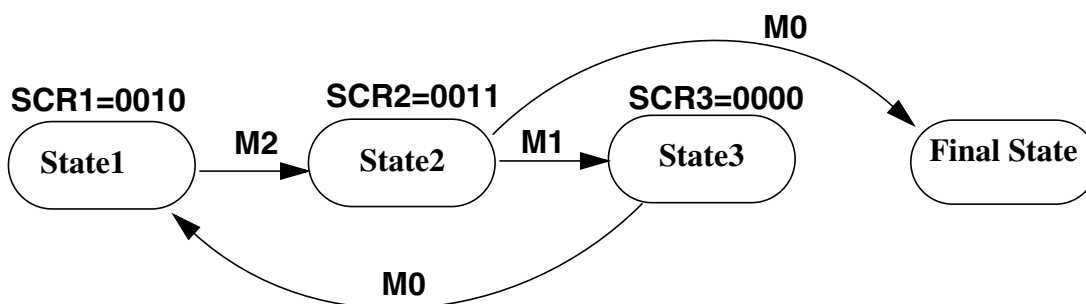 M0
SCR1=0010
SCR2=0011
SCR3=0000
State1
M2
State2
M1
State3
Final State
M0